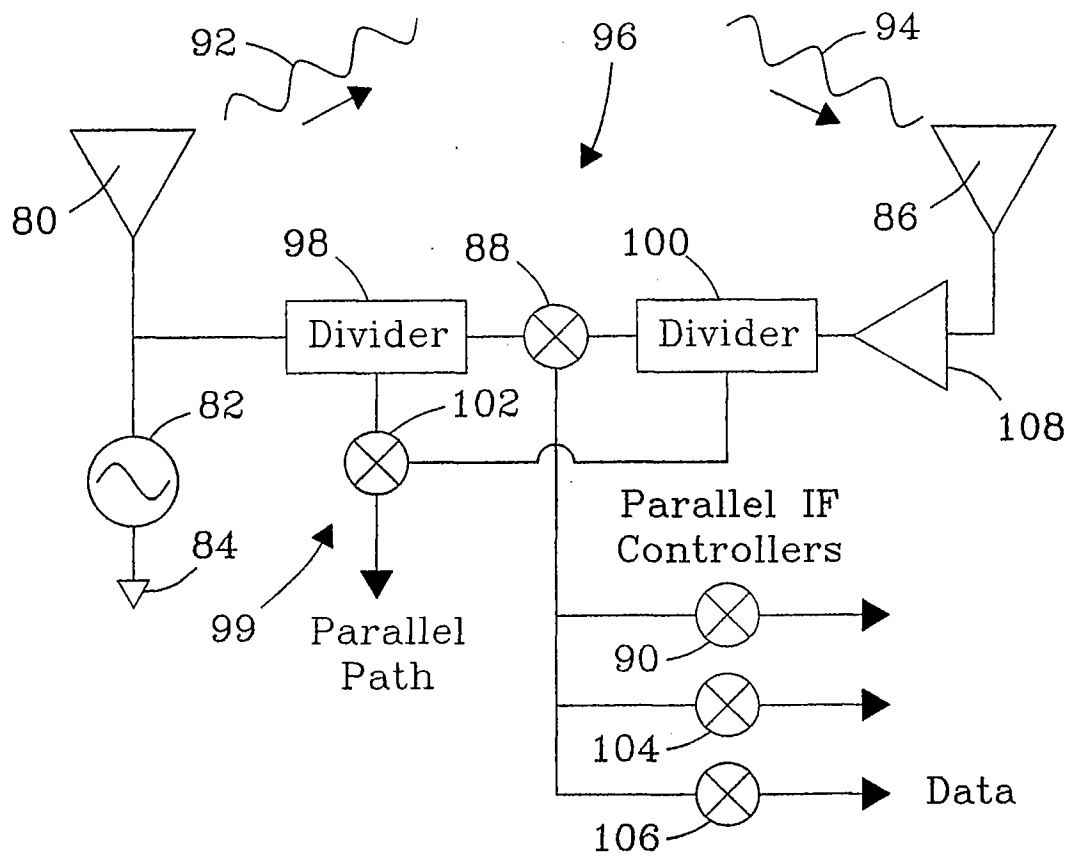 92
96
94
80
98
88
100
86
Divider
Divider
82
102
108
84
Parallel IF
Controllers
99
Parallel
Path
90
104
106
Data